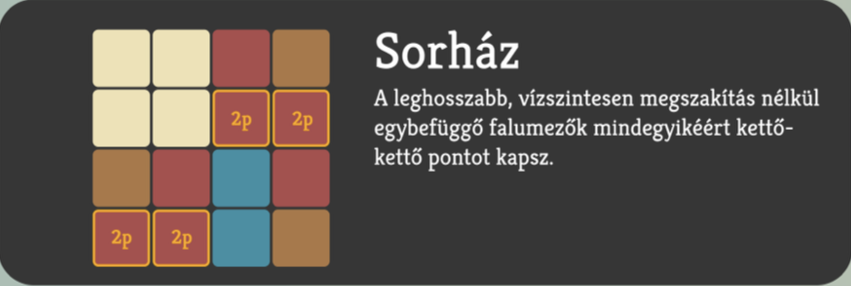 Sorház
A leghosszabb, vízszintesen megszakítás nélkül
2p 2p
egybefüggő falumezők mindegyikéért kettő-
kettő pontot kapsz.
2p 2p